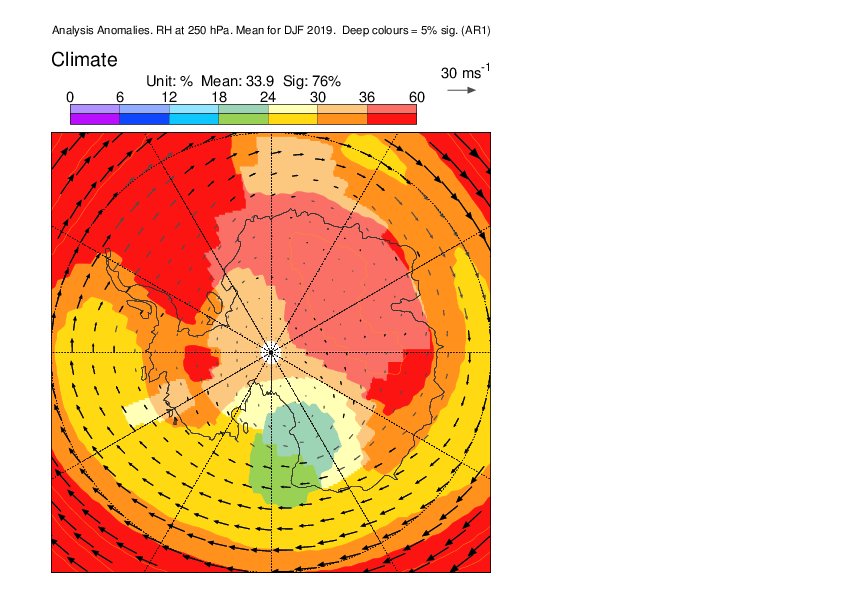 Analysis Anomalies. RH at 250 hPa. Mean for DJF 2019.  Deep colours = 5% sig. (AR1)
Climate
30 ms-1
Unit: %  Mean: 33.9  Sig: 76%
0 6 12 18 24 30 36 60